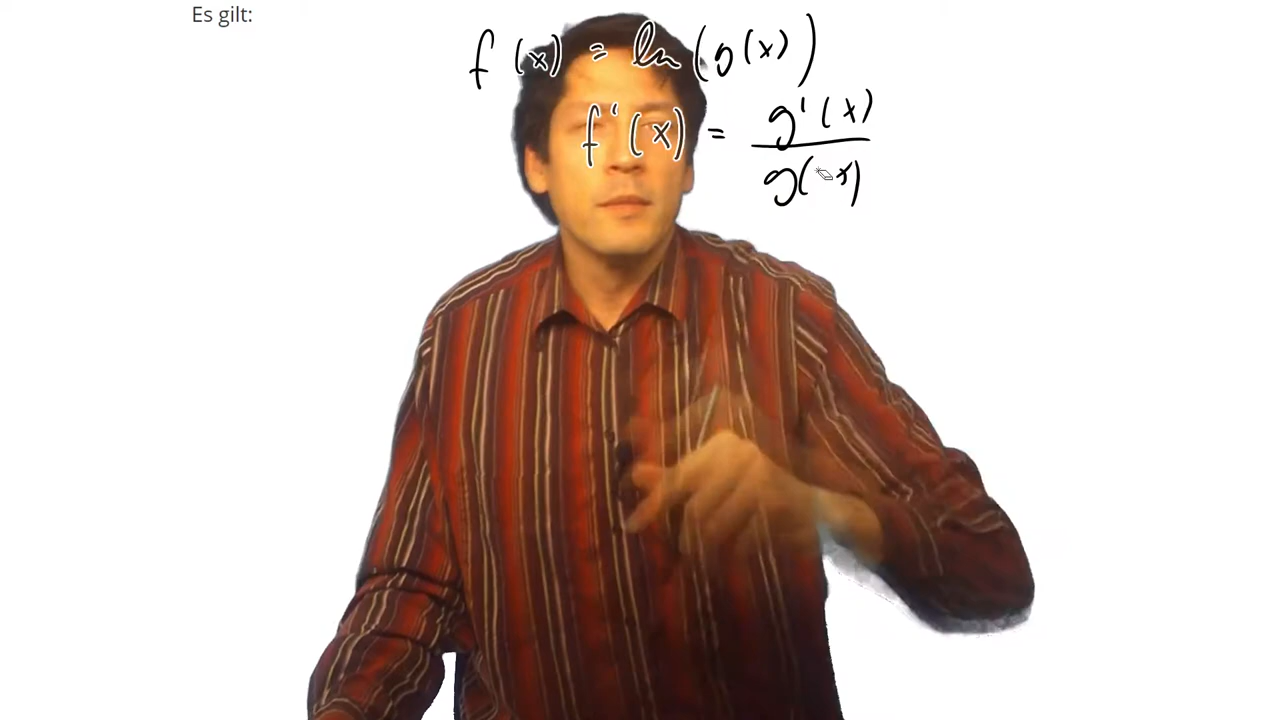 Es gilt:
f(x) = ln(g(x))
f'(x) = g'(x)
g(x)